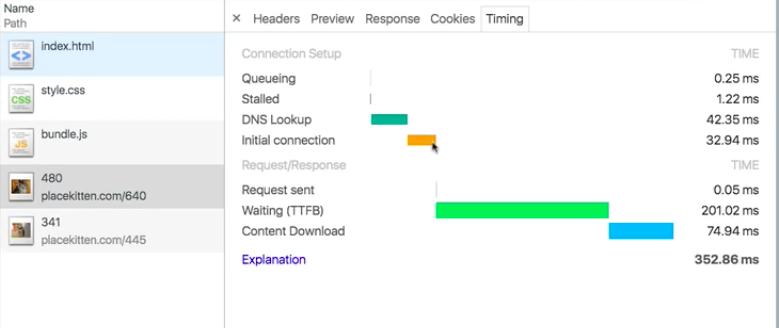 Name
Path
index.html
style.css
CSS
bundle.js
JS
480
placekitten.com/640
341
placekitten.com/445
× Headers Preview Response Cookies Timing
Connection Setup TIME
Queueing 0.25 ms
Stalled 1.22 ms
DNS Lookup 42.35 ms
Initial connection 32.94 ms
Request/Response TIME
Request sent 0.05 ms
Waiting (TTFB) 201.02 ms
Content Download 74.94 ms
Explanation 352.86 ms